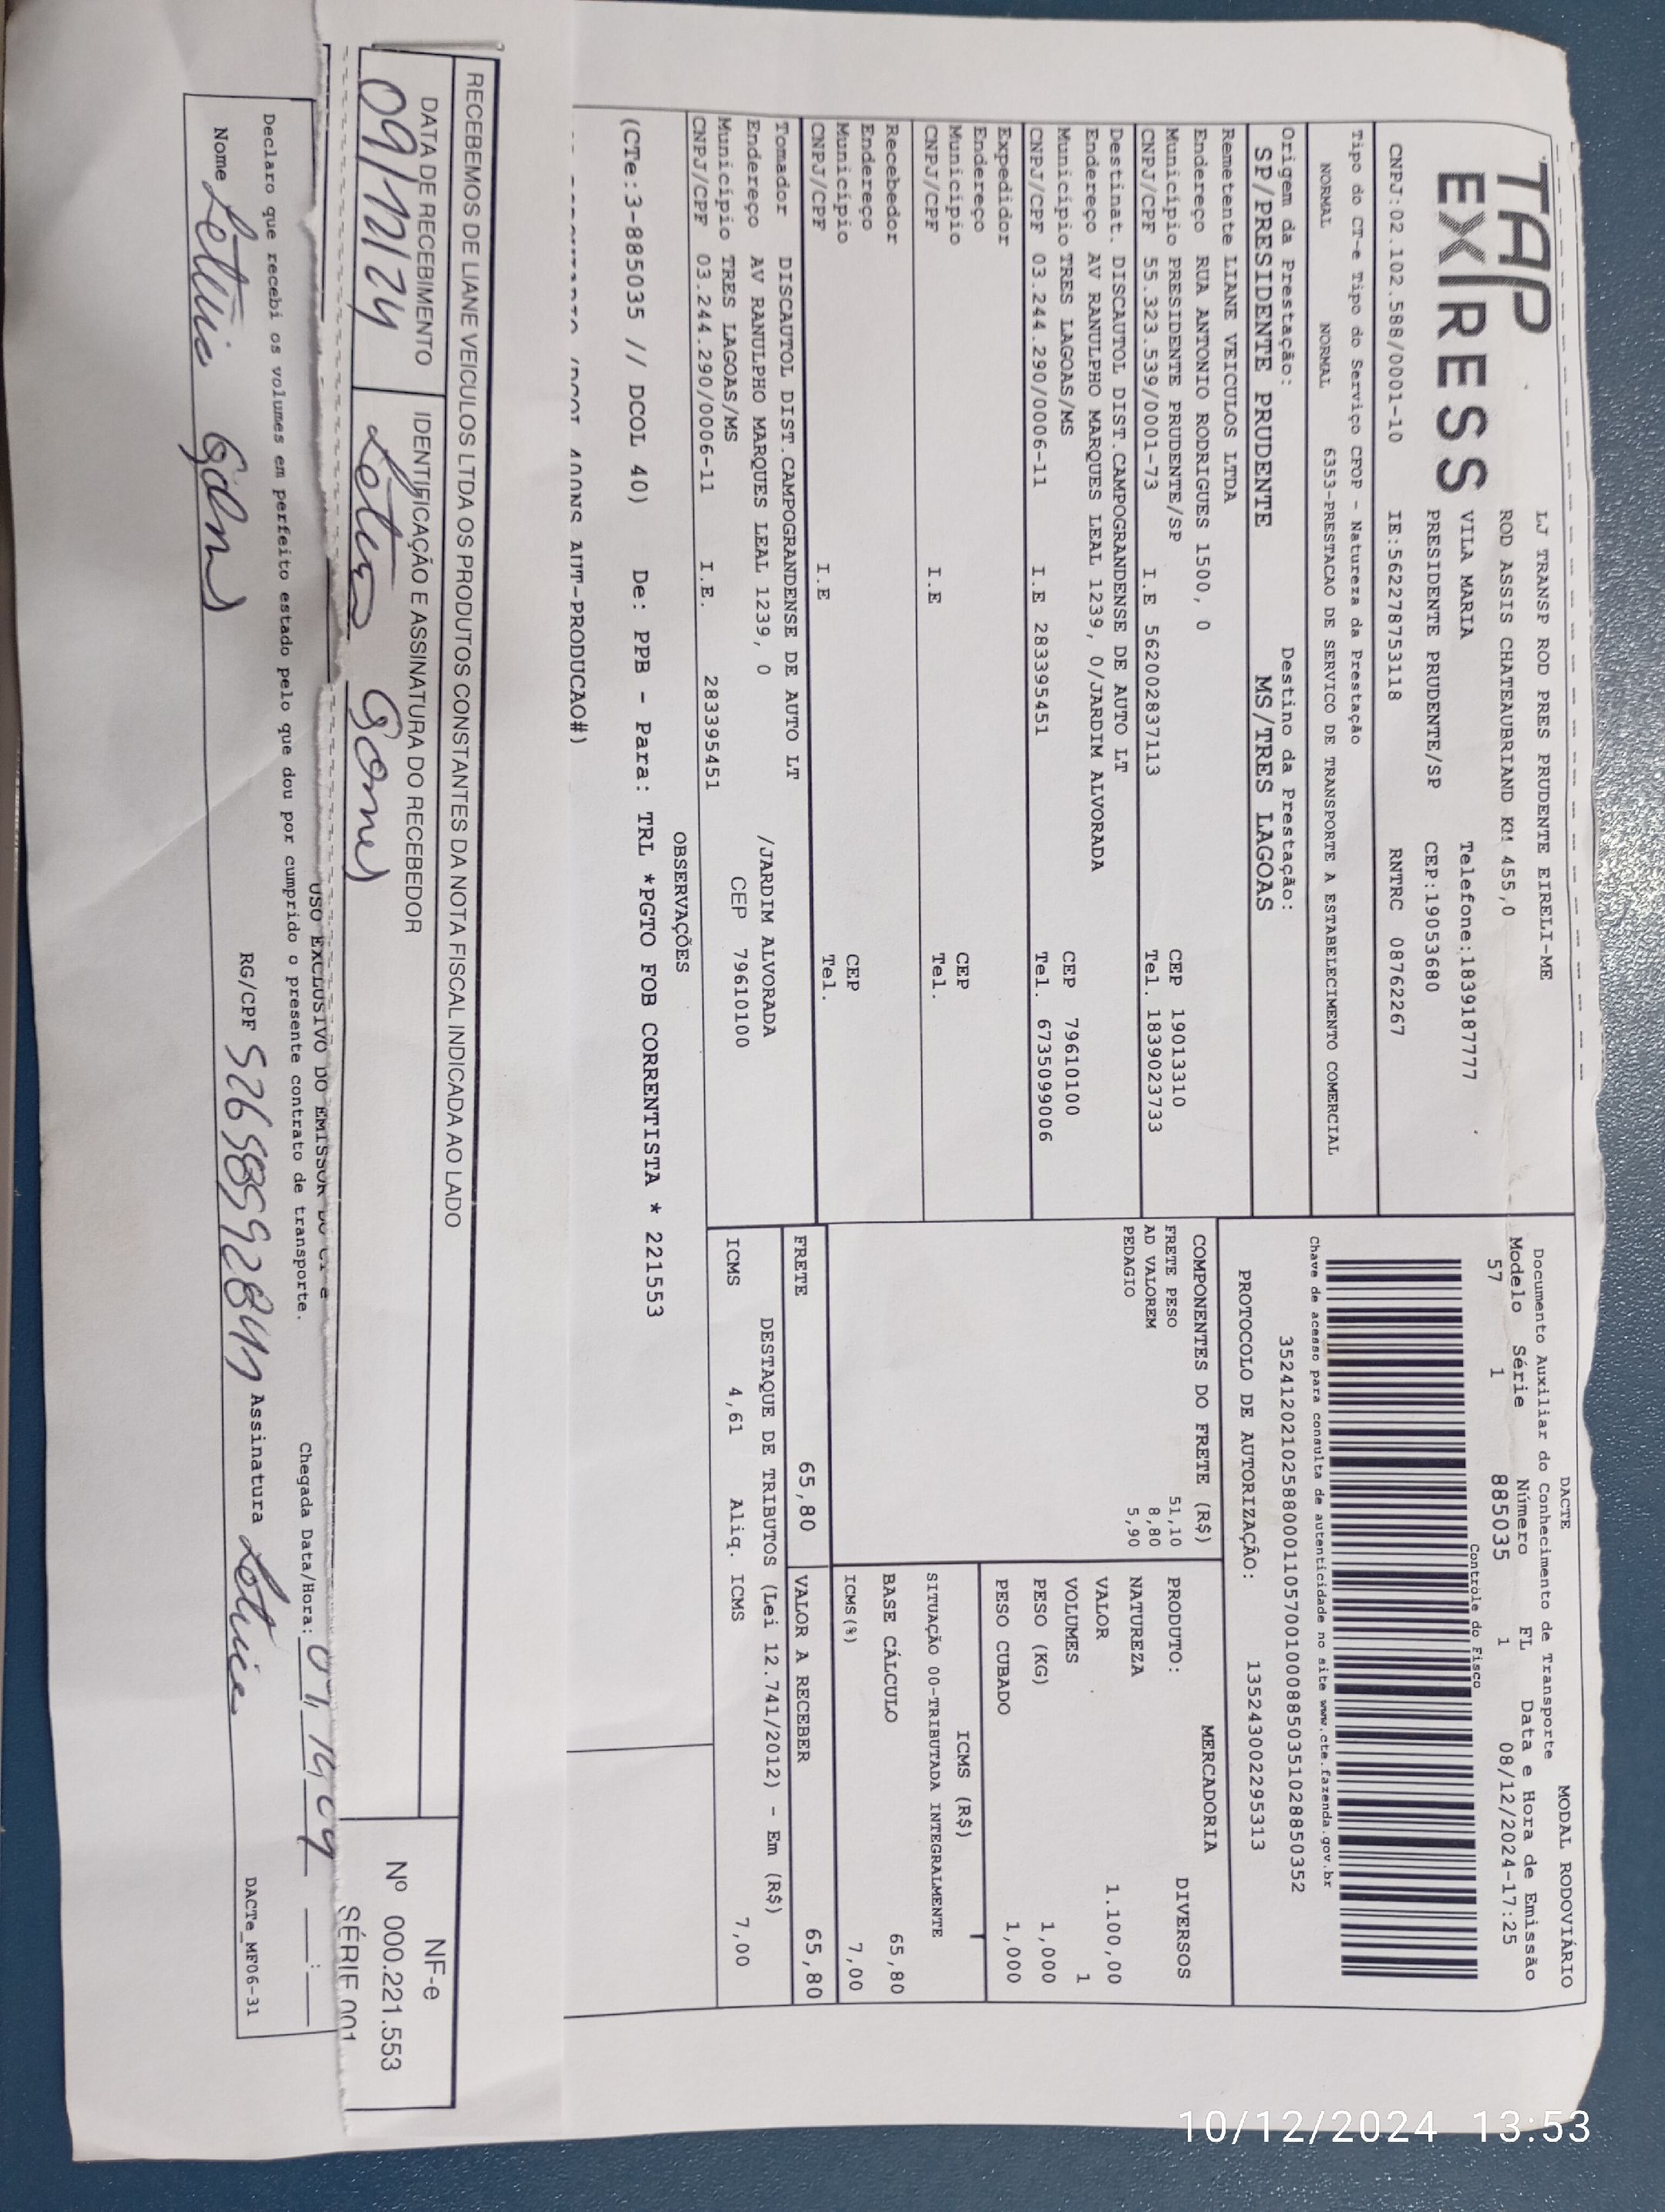 TAP
EX RESS
LJ TRANSP ROD PRES PRUDENTE EIRELI-ME
ROD ASSIS CHATEAUBRIAND KM 455,0
VILA MARIA Telefone:1839187777
PRESIDENTE PRUDENTE/SP CEP:19053680
CNPJ:02.102.588/0001-10 IE:562278753118 RNTRC 08762267
Tipo do CT-e Tipo do Serviço CFOP - Natureza da Prestação
NORMAL NORMAL 6353-PRESTACAO DE SERVICO DE TRANSPORTE A ESTABELECIMENTO COMERCIAL
Origem da Prestação: Destino da Prestação:
SP/PRESIDENTE PRUDENTE MS/TRES LAGOAS
Remetente LIANE VEICULOS LTDA
Endereço RUA ANTONIO RODRIGUES 1500, 0
Município PRESIDENTE PRUDENTE/SP CEP 19013310
CNPJ/CPF 55.323.539/0001-73 I.E 562002837113 Tel. 1839023733
Destinat. DISCAUTOL DIST.CAMPOGRANDENSE DE AUTO LT
Endereço AV RANULPHO MARQUES LEAL 1239, 0/JARDIM ALVORADA
Município TRES LAGOAS/MS CEP 79610100
CNPJ/CPF 03.244.290/0006-11 I.E 283395451 Tel. 6735099006
Expedidor
Endereço
Município CEP
CNPJ/CPF I.E Tel.
Recebedor
Endereço
Município CEP
CNPJ/CPF I.E Tel.
Tomador DISCAUTOL DIST.CAMPOGRANDENSE DE AUTO LT
Endereço AV RANULPHO MARQUES LEAL 1239, 0 /JARDIM ALVORADA
Município TRES LAGOAS/MS CEP 79610100
CNPJ/CPF 03.244.290/0006-11 I.E. 283395451
DACTE MODAL RODOVIÁRIO
Documento Auxiliar do Conhecimento de Transporte
Modelo Série Número FL Data e Hora de Emissão
57 1 885035 1 08/12/2024-17:25
Controle do Fisco
Chave de acesso para consulta de autenticidade no site www.cte.fazenda.gov.br
35241202102588000110570010008850351028850352
PROTOCOLO DE AUTORIZAÇÃO: 135243002295313
COMPONENTES DO FRETE (R$)
FRETE PESO 51,10
AD VALOREM 8,80
PEDAGIO 5,90
MERCADORIA
PRODUTO: DIVERSOS
NATUREZA
VALOR 1.100,00
VOLUMES 1
PESO (KG) 1,000
PESO CUBADO 1,000
ICMS (R$)
SITUAÇÃO 00-TRIBUTADA INTEGRALMENTE
BASE CÁLCULO 65,80
ICMS(%) 7,00
FRETE 65,80 VALOR A RECEBER 65,80
DESTAQUE DE TRIBUTOS (Lei 12.741/2012) - Em (R$)
ICMS 4,61 Aliq. ICMS 7,00
OBSERVAÇÕES
(CTe:3-885035 // DCOL 40) De: PPB - Para: TRL *PGTO FOB CORRENTISTA * 221553
AUT-PRODUCAO#)
RECEBEMOS DE LIANE VEICULOS LTDA OS PRODUTOS CONSTANTES DA NOTA FISCAL INDICADA AO LADO
DATA DE RECEBIMENTO IDENTIFICAÇÃO E ASSINATURA DO RECEBEDOR
09/12/24 Leticia Gomes
NF-e
Nº 000.221.553
SÉRIE 001
USO EXCLUSIVO DO EMISSOR DO CT-e
Declaro que recebi os volumes em perfeito estado pelo que dou por cumprido o presente contrato de transporte. Chegada Data/Hora:
Nome Leticia Gomes RG/CPF Assinatura Leticia DACTe_MF06-31
10/12/2024 13:53